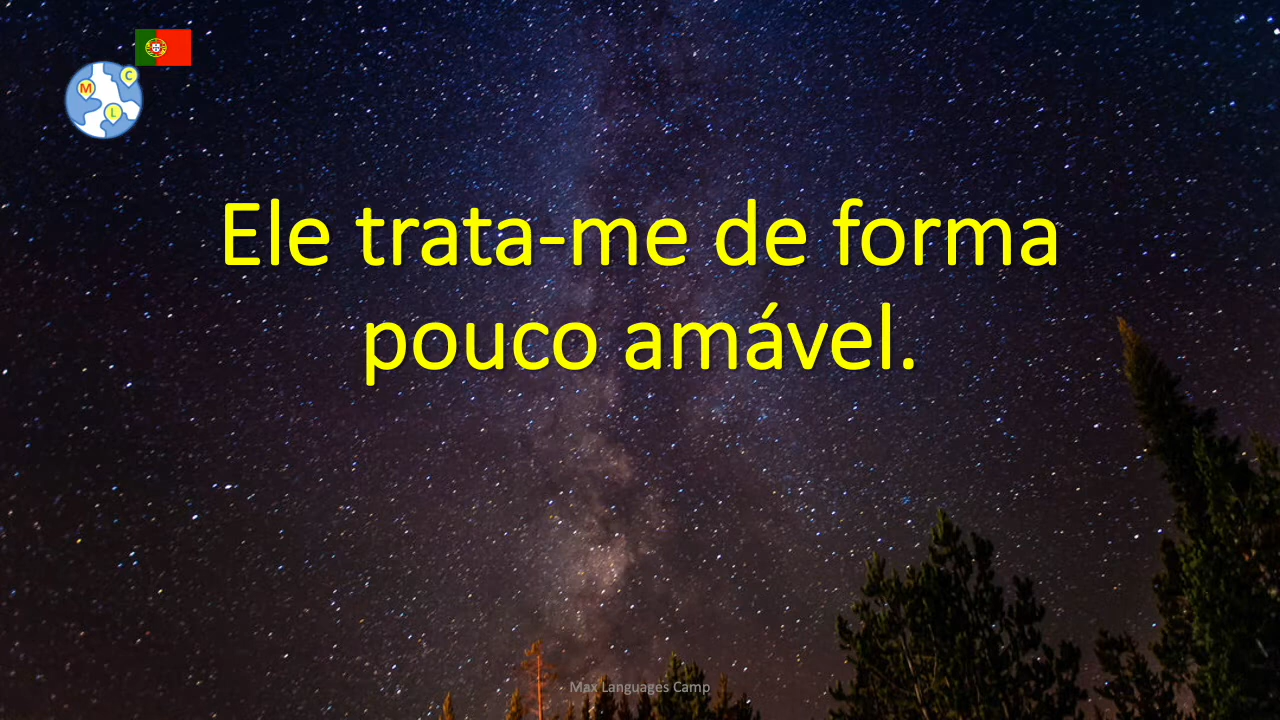 C
M
L
Ele trata-me de forma
pouco amável.
Max Languages Camp